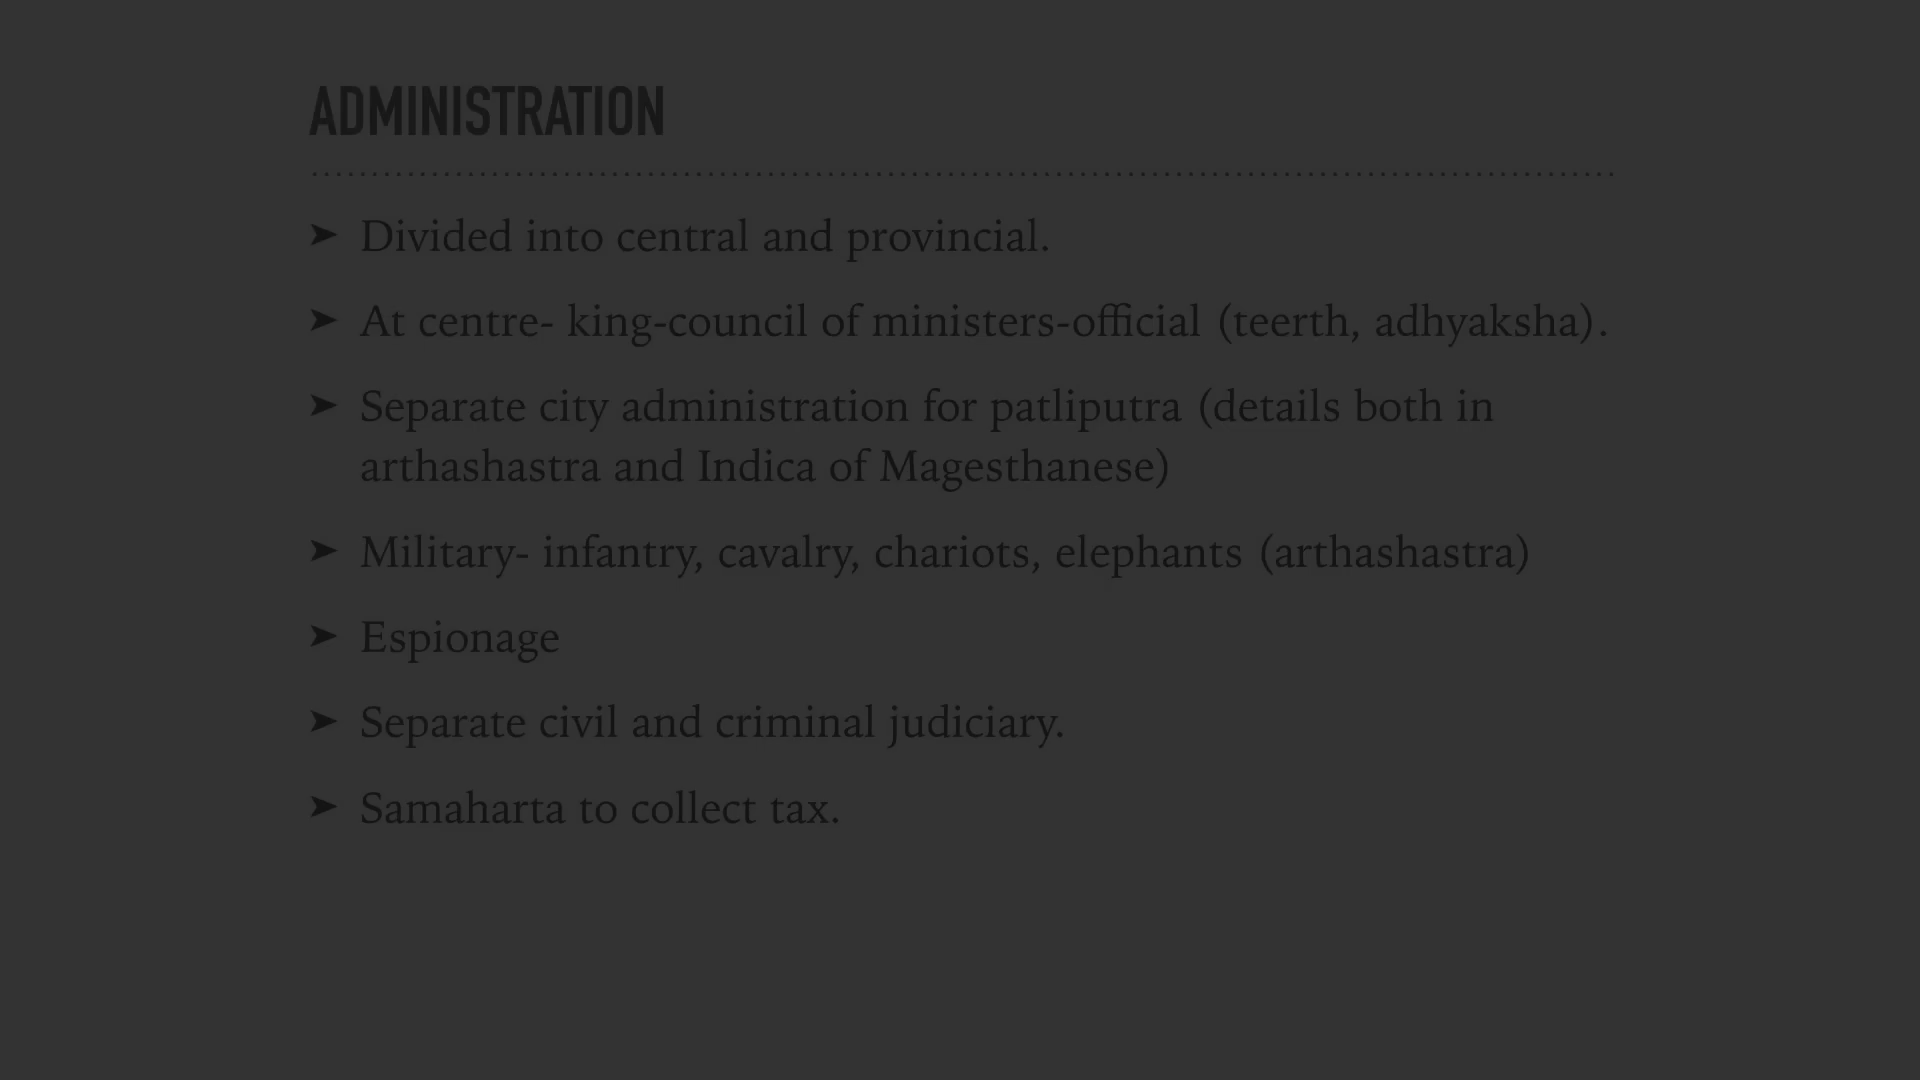 ADMINISTRATION
➤ Divided into central and provincial.
➤ At centre- king-council of ministers-official (teerth, adhyaksha).
➤ Separate city administration for patliputra (details both in
arthashastra and Indica of Magesthanese)
➤ Military- infantry, cavalry, chariots, elephants (arthashastra)
➤ Espionage
➤ Separate civil and criminal judiciary.
➤ Samaharta to collect tax.